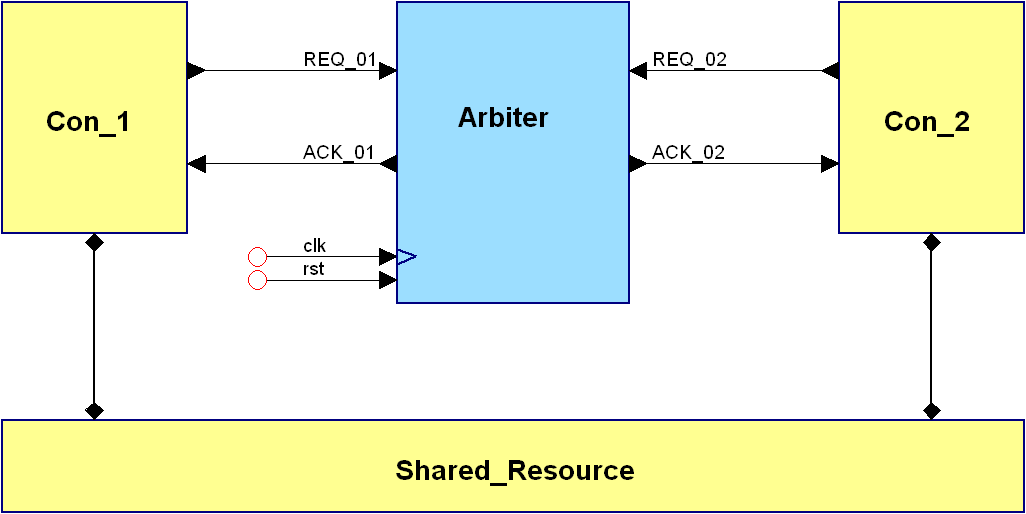 REQ_01
REQ_02
Con_1
Arbiter
Con_2
ACK_01
ACK_02
clk
rst
Shared_Resource